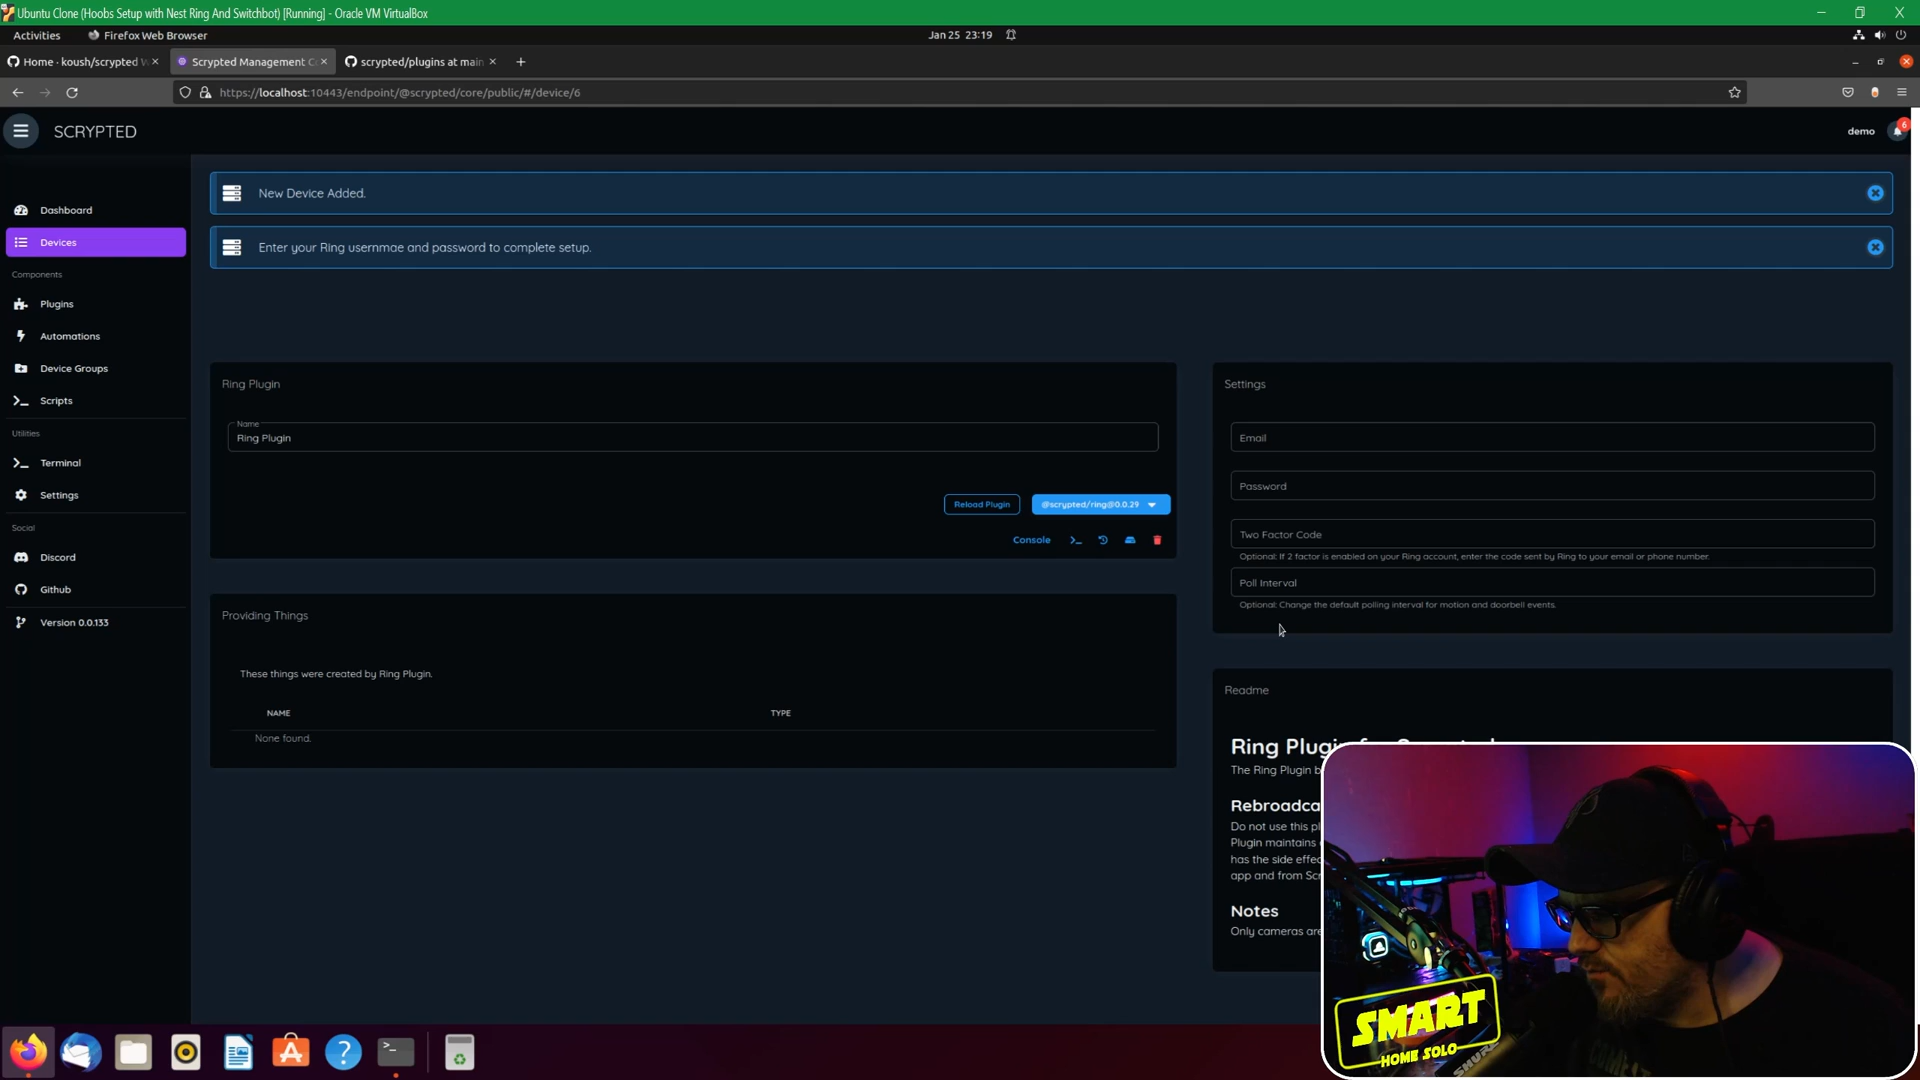 Ubuntu Clone (Hoobs Setup with Nest Ring And Switchbot) [Running] - Oracle VM VirtualBox
Activities
Firefox Web Browser
Jan 25 23:19
Home · koush/scrypted W
Scrypted Management C
scrypted/plugins at main
https://localhost:10443/endpoint/@scrypted/core/public/#/device/6
SCRYPTED
demo
6
Dashboard
Devices
Components
Plugins
Automations
Device Groups
Scripts
Utilities
Terminal
Settings
Social
Discord
Github
Version 0.0.133
New Device Added.
Enter your Ring usernmae and password to complete setup.
Ring Plugin
Name
Ring Plugin
Reload Plugin
@scrypted/ring@0.0.29
Console
Providing Things
These things were created by Ring Plugin.
NAME
TYPE
None found.
Settings
Email
Password
Two Factor Code
Optional: If 2 factor is enabled on your Ring account, enter the code sent by Ring to your email or phone number.
Poll Interval
Optional: Change the default polling interval for motion and doorbell events.
Readme
Ring Plugin
The Ring Plugin b
Rebroadca
Do not use this pl
Plugin maintains
has the side effec
app and from Scr
Notes
Only cameras are
SMART
HOME SOLO
SHURE